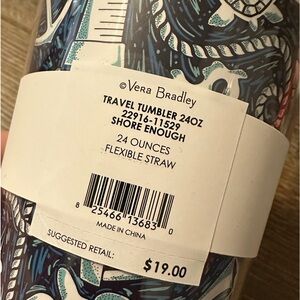 ©VERA BRADLEY
TRAVEL TUMBLER 24OZ
22916-11529
SHORE ENOUGH
24 OUNCES
FLEXIBLE STRAW
8 25466 13683 0
MADE IN CHINA
SUGGESTED RETAIL:
$19.00